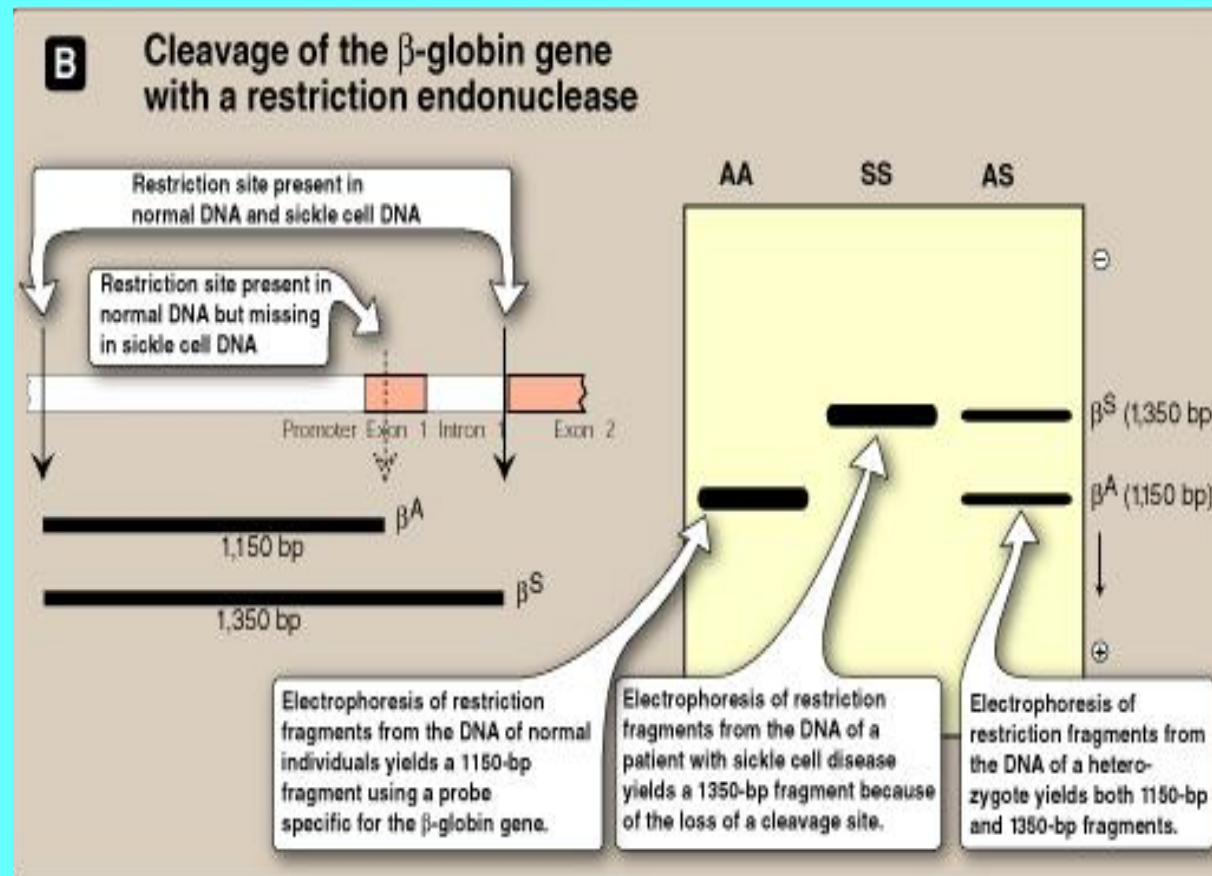 B
Cleavage of the β-globin gene
with a restriction endonuclease
Restriction site present in
normal DNA and sickle cell DNA
Restriction site present in
normal DNA but missing
in sickle cell DNA
Promoter Exon 1 Intron 1 Exon 2
βA
1,150 bp
βS
1,350 bp
AA SS AS
⊖
βS (1,350 bp
βA (1,150 bp)
⊕
Electrophoresis of restriction
fragments from the DNA of normal
individuals yields a 1150-bp
fragment using a probe
specific for the β-globin gene.
Electrophoresis of restriction
fragments from the DNA of a
patient with sickle cell disease
yields a 1350-bp fragment because
of the loss of a cleavage site.
Electrophoresis of
restriction fragments from
the DNA of a hetero-
zygote yields both 1150-bp
and 1350-bp fragments.